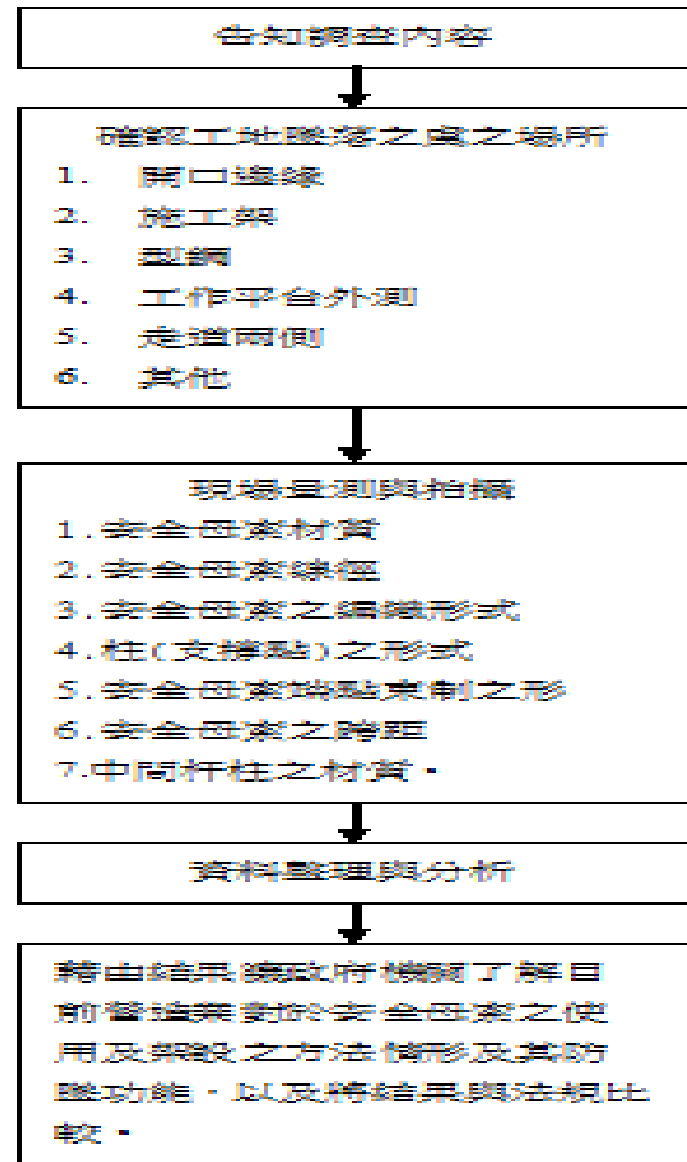 告知調查內容
確認工地墜落之虞之場所
1. 開口邊緣
2. 施工架
3. 型鋼
4. 工作平台外測
5. 走道兩側
6. 其他
現場量測與拍攝
1.安全母索材質
2.安全母索線徑
3.安全母索之編織形式
4.柱(支撐點)之形式
5.安全母索端點束制之形
6.安全母索之跨距
7.中間杆柱之材質。
資料整理與分析
藉由結果讓政府機關了解目
前營造業對於安全母索之使
用及架設之方法情形及其防
墜功能，以及將結果與法規比
較。